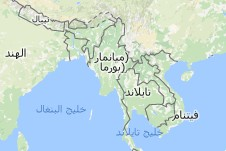 نيبال
الهند
(ميانمار
(بورما
تايلاند
فيتنام
خليج البنغال
خليج تايلاند